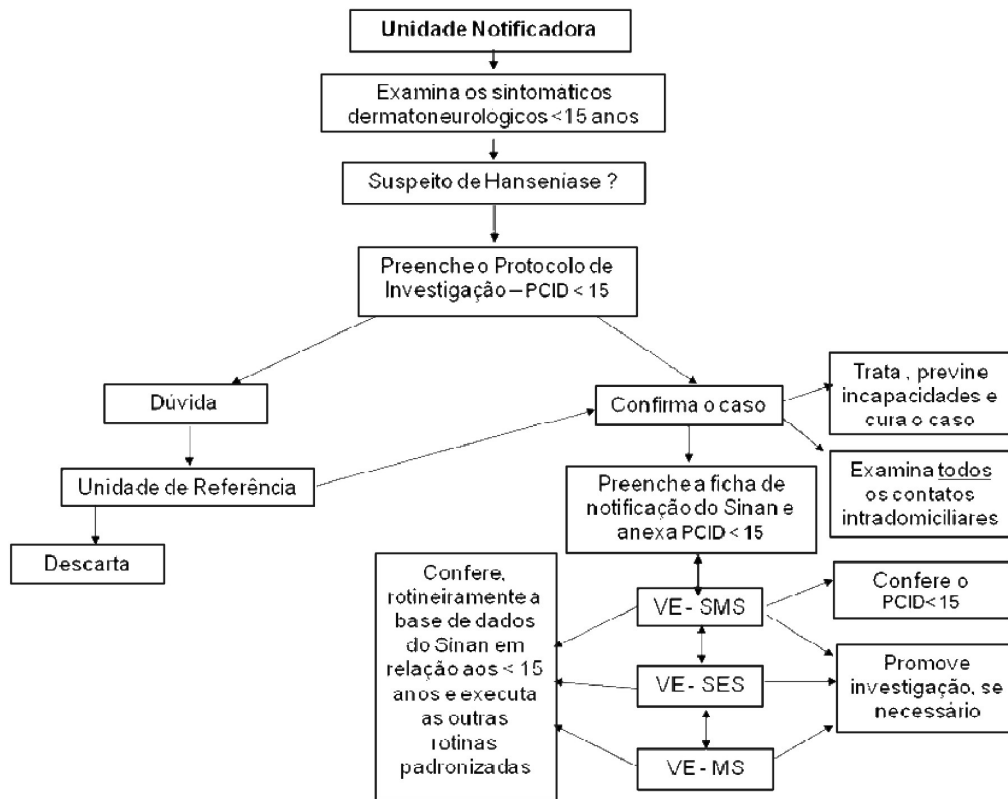 Unidade Notificadora
Examina os sintomáticos
dermatoneurológicos <15 anos
Suspeito de Hanseníase ?
Preenche o Protocolo de
Investigação – PCID < 15
Dúvida
Confirma o caso
Trata , previne
incapacidades e
cura o caso
Unidade de Referência
Preenche a ficha de
notificação do Sinan e
anexa PCID < 15
Examina todos
os contatos
intradomiciliares
Descarta
Confere,
rotineiramente a
base de dados
do Sinan em
relação aos < 15
anos e executa
as outras
rotinas
padronizadas
VE - SMS
Confere o
PCID<15
VE - SES
Promove
investigação, se
necessário
VE - MS